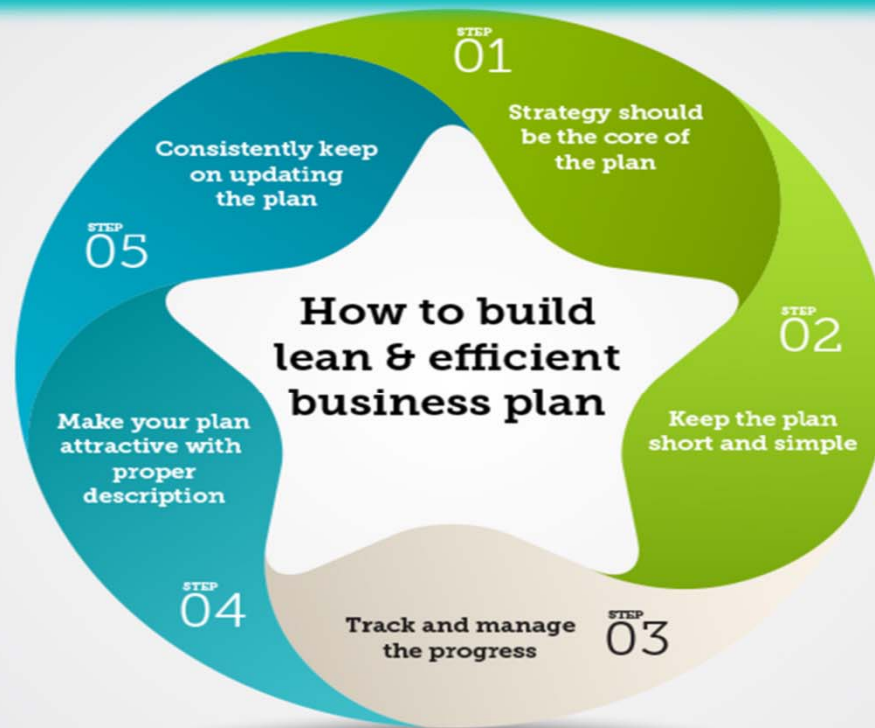 How to build
lean & efficient
business plan
STEP
01
Strategy should
be the core of
the plan
STEP
02
Keep the plan
short and simple
STEP
03
Track and manage
the progress
STEP
04
Make your plan
attractive with
proper
description
STEP
05
Consistently keep
on updating
the plan